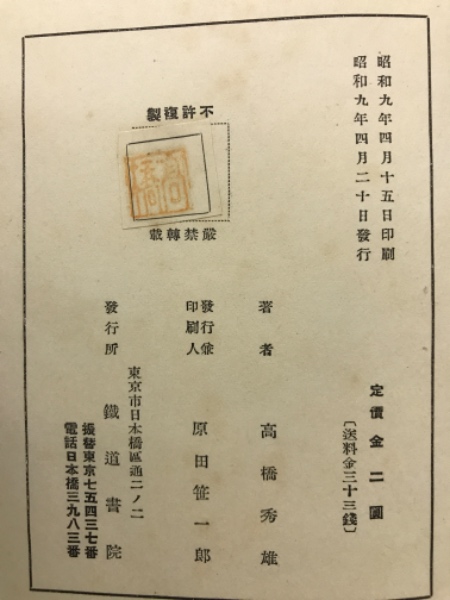 昭和九年四月十五日印刷
昭和九年四月二十日發行
定價金二圓
〔送料金三十三錢〕
不許複製
嚴禁轉載
著者 高橋秀雄
發行兼
印刷人 原田笹一郎
東京市日本橋區通二ノ二
發行所 鐵道書院
振替東京七五四三七番
電話日本橋三九八三番